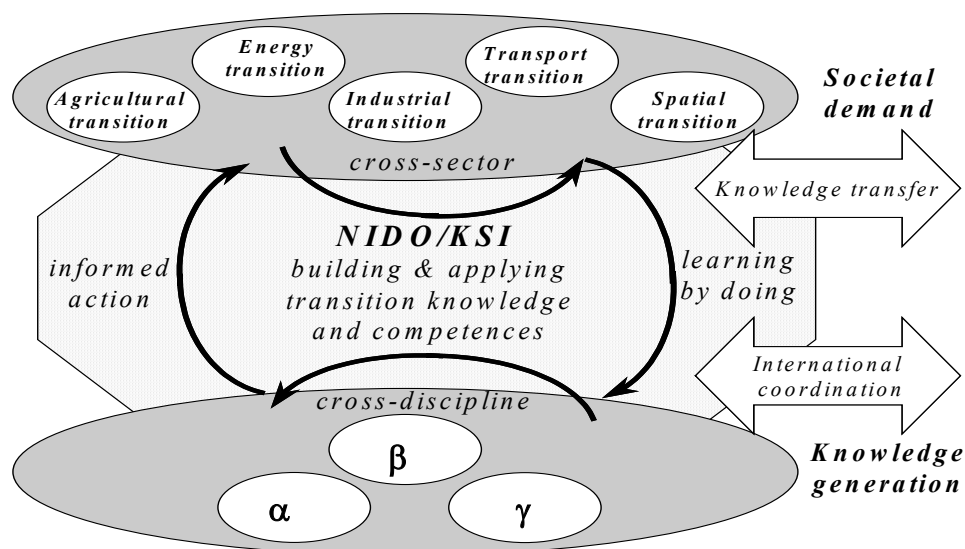 Energy
transition
Transport
transition
Agricultural
transition
Industrial
transition
Spatial
transition
Societal
demand
cross-sector
Knowledge transfer
NIDO/KSI
building & applying
transition knowledge
and competences
informed
action
learning
by doing
International
coordination
cross-discipline
β
α
γ
Knowledge
generation